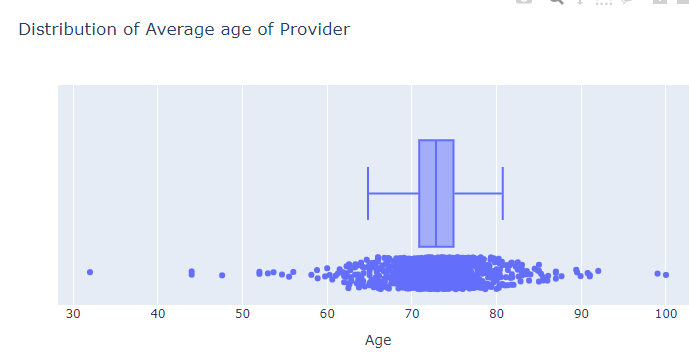 Distribution of Average age of Provider
30 40 50 60 70 80 90 100
Age